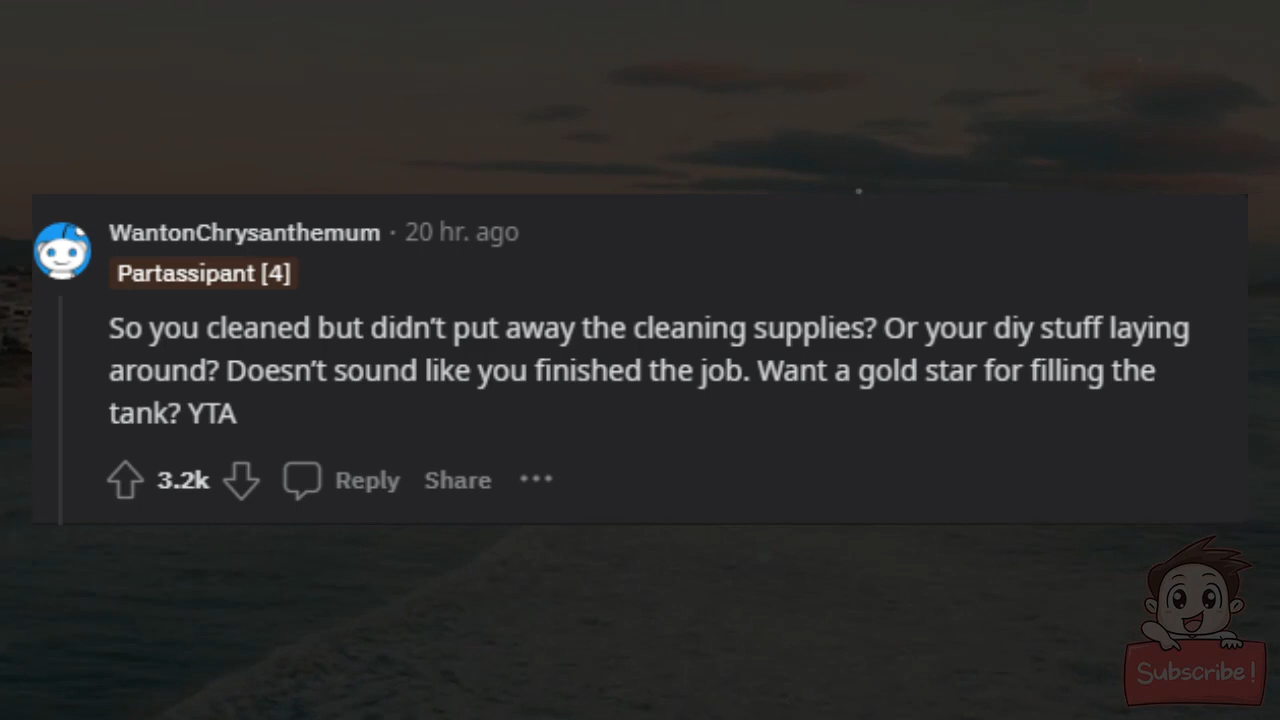 WantonChrysanthemum · 20 hr. ago
Partassipant [4]
So you cleaned but didn’t put away the cleaning supplies? Or your diy stuff laying
around? Doesn’t sound like you finished the job. Want a gold star for filling the
tank? YTA
3.2k Reply Share ···
Subscribe!